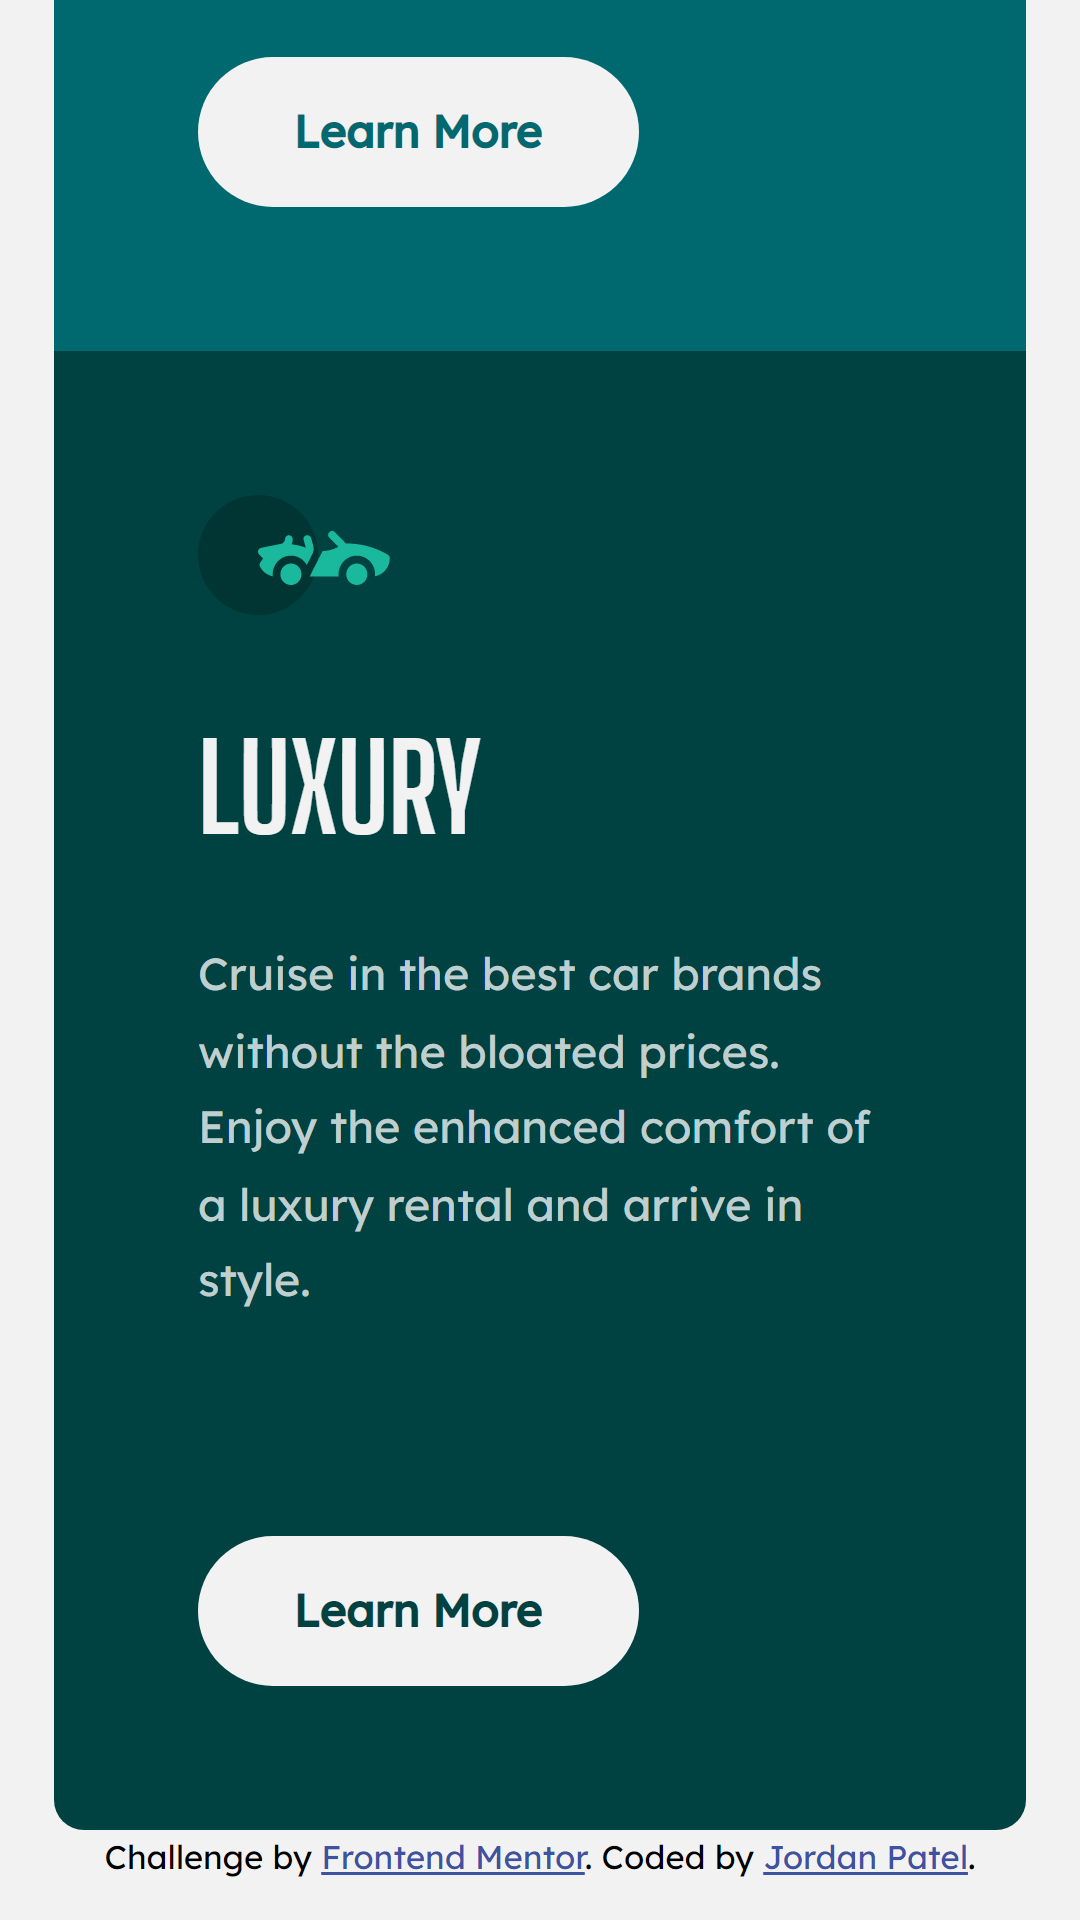 Learn More
LUXURY
Cruise in the best car brands
without the bloated prices.
Enjoy the enhanced comfort of
a luxury rental and arrive in
style.
Learn More
Challenge by Frontend Mentor. Coded by Jordan Patel.